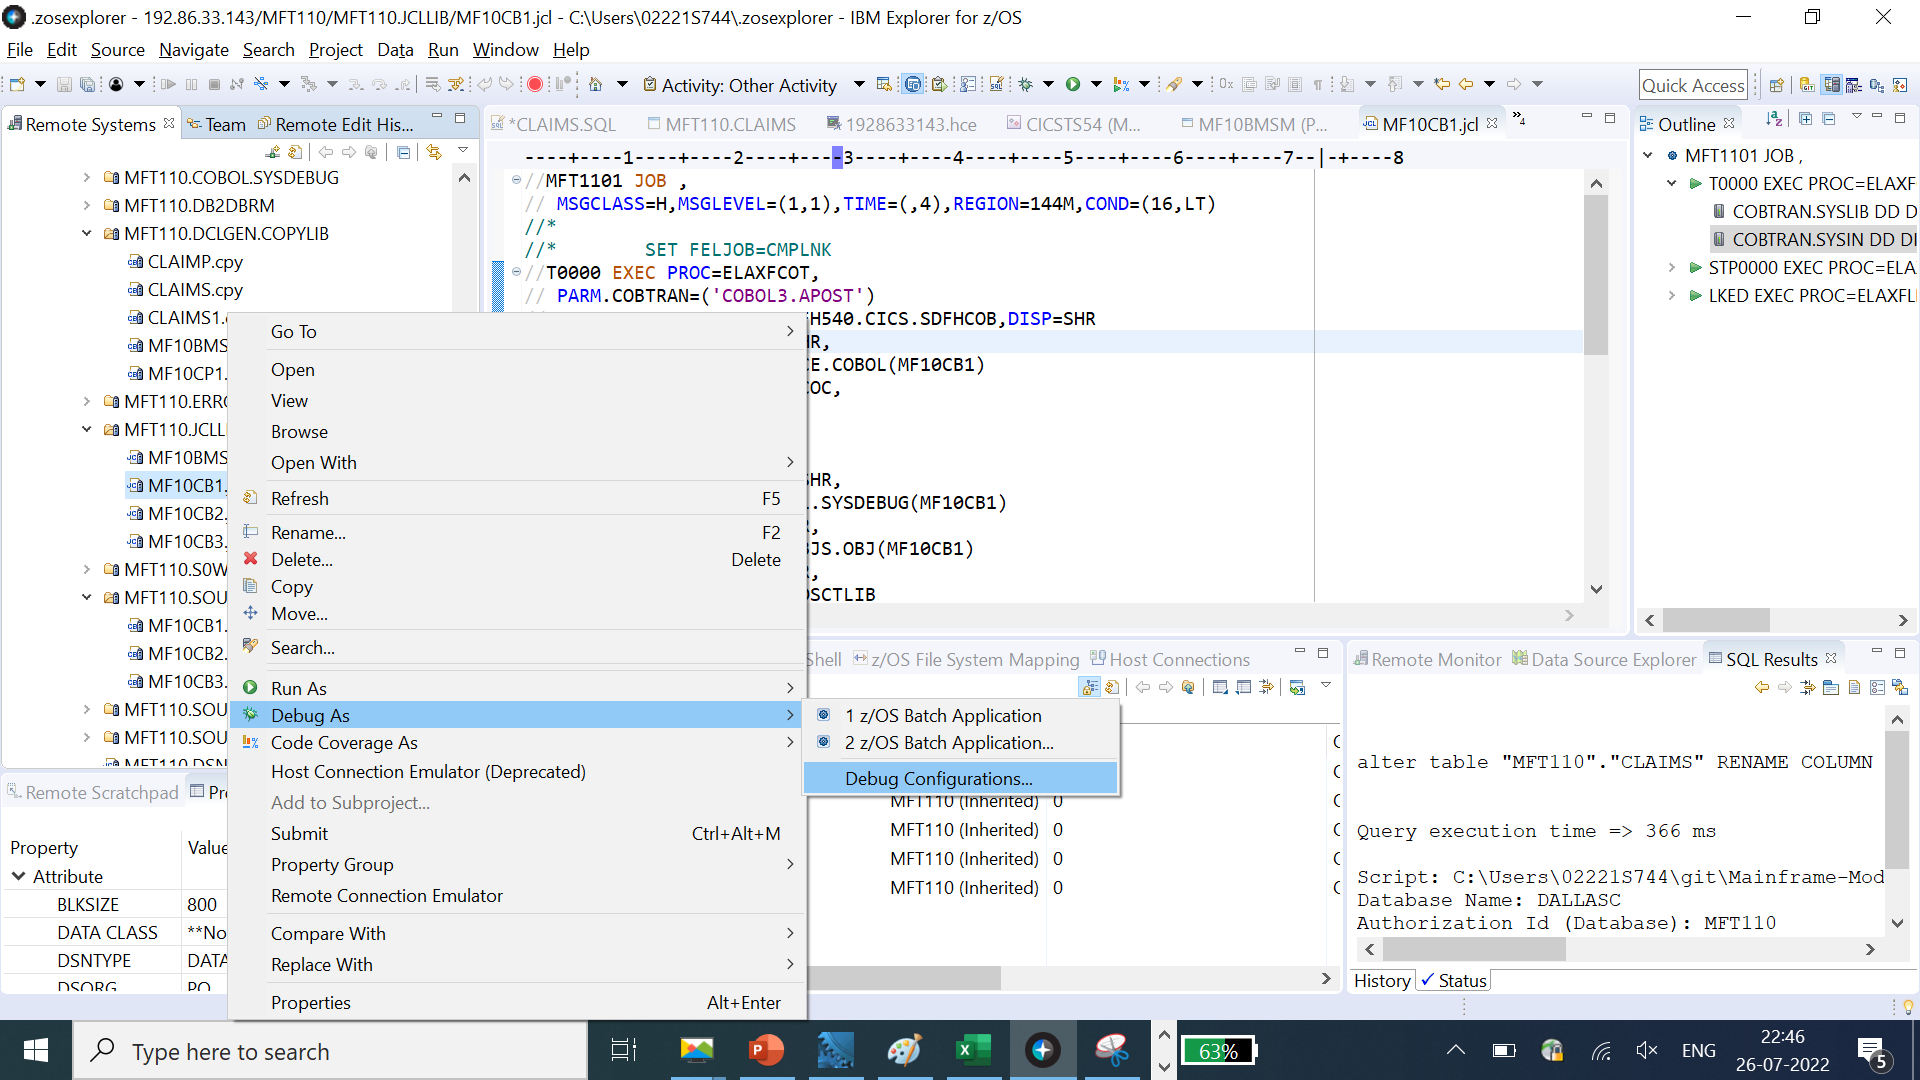 .zosexplorer - 192.86.33.143/MFT110/MFT110.JCLLIB/MF10CB1.jcl - C:\Users\02221S744\.zosexplorer - IBM Explorer for z/OS
File Edit Source Navigate Search Project Data Run Window Help
Activity: Other Activity
Quick Access
Remote Systems Team Remote Edit His...
MFT110.COBOL.SYSDEBUG
MFT110.DB2DBRM
MFT110.DCLGEN.COPYLIB
CLAIMP.cpy
CLAIMS.cpy
CLAIMS1.
MF10BMS
MF10CP1.
MFT110.ERR
MFT110.JCLL
MF10BMS
MF10CB1.
MF10CB2.
MF10CB3.
MFT110.S0W
MFT110.SOU
MF10CB1.
MF10CB2.
MF10CB3.
MFT110.SOU
MFT110.SOU
Remote Scratchpad Pr
Property Value
Attribute
BLKSIZE 800
DATA CLASS **No
DSNTYPE DATA
DSORG PO
*CLAIMS.SQL MFT110.CLAIMS 1928633143.hce CICSTS54 (M... MF10BMSM (P... MF10CB1.jcl »4
----+----1----+----2----+----3----+----4----+----5----+----6----+----7--|-+----8
//MFT1101 JOB ,
// MSGCLASS=H,MSGLEVEL=(1,1),TIME=(,4),REGION=144M,COND=(16,LT)
//*
//* SET FELJOB=CMPLNK
//T0000 EXEC PROC=ELAXFCOT,
// PARM.COBTRAN=('COBOL3.APOST')
H540.CICS.SDFHCOB,DISP=SHR
R,
E.COBOL(MF10CB1)
OC,
HR,
.SYSDEBUG(MF10CB1)
,
JS.OBJ(MF10CB1)
,
SCTLIB
Go To
Open
View
Browse
Open With
Refresh F5
Rename... F2
Delete... Delete
Copy
Move...
Search...
Run As
Debug As
Code Coverage As
Host Connection Emulator (Deprecated)
Add to Subproject...
Submit Ctrl+Alt+M
Property Group
Remote Connection Emulator
Compare With
Replace With
Properties Alt+Enter
1 z/OS Batch Application
2 z/OS Batch Application...
Debug Configurations...
Shell z/OS File System Mapping Host Connections
MFT110 (Inherited) 0
MFT110 (Inherited) 0
MFT110 (Inherited) 0
MFT110 (Inherited) 0
Outline
MFT1101 JOB ,
T0000 EXEC PROC=ELAXF
COBTRAN.SYSLIB DD D
COBTRAN.SYSIN DD DI
STP0000 EXEC PROC=ELA
LKED EXEC PROC=ELAXFL
Remote Monitor Data Source Explorer SQL Results
alter table "MFT110"."CLAIMS" RENAME COLUMN
Query execution time => 366 ms
Script: C:\Users\02221S744\git\Mainframe-Mod
Database Name: DALLASC
Authorization Id (Database): MFT110
History Status
Type here to search
63%
ENG
22:46
26-07-2022
5